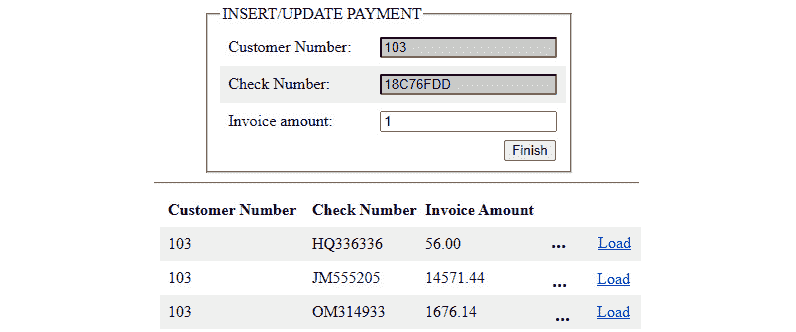 INSERT/UPDATE PAYMENT
Customer Number: 103
Check Number: 18C76FDD
Invoice amount: 1
Finish
Customer Number Check Number Invoice Amount
103 HQ336336 56.00 ... Load
103 JM555205 14571.44 ... Load
103 OM314933 1676.14 ... Load